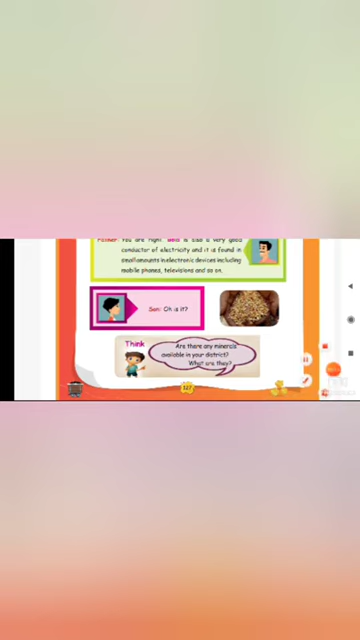 Father: You are right. Gold is also a very good
conductor of electricity and it is found in
small amounts in electronic devices including
mobile phones, televisions and so on.
Son: Oh is it?
Think
Are there any minerals
available in your district?
What are they?
127